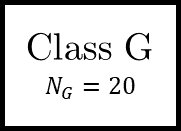 Class G
N_G = 20